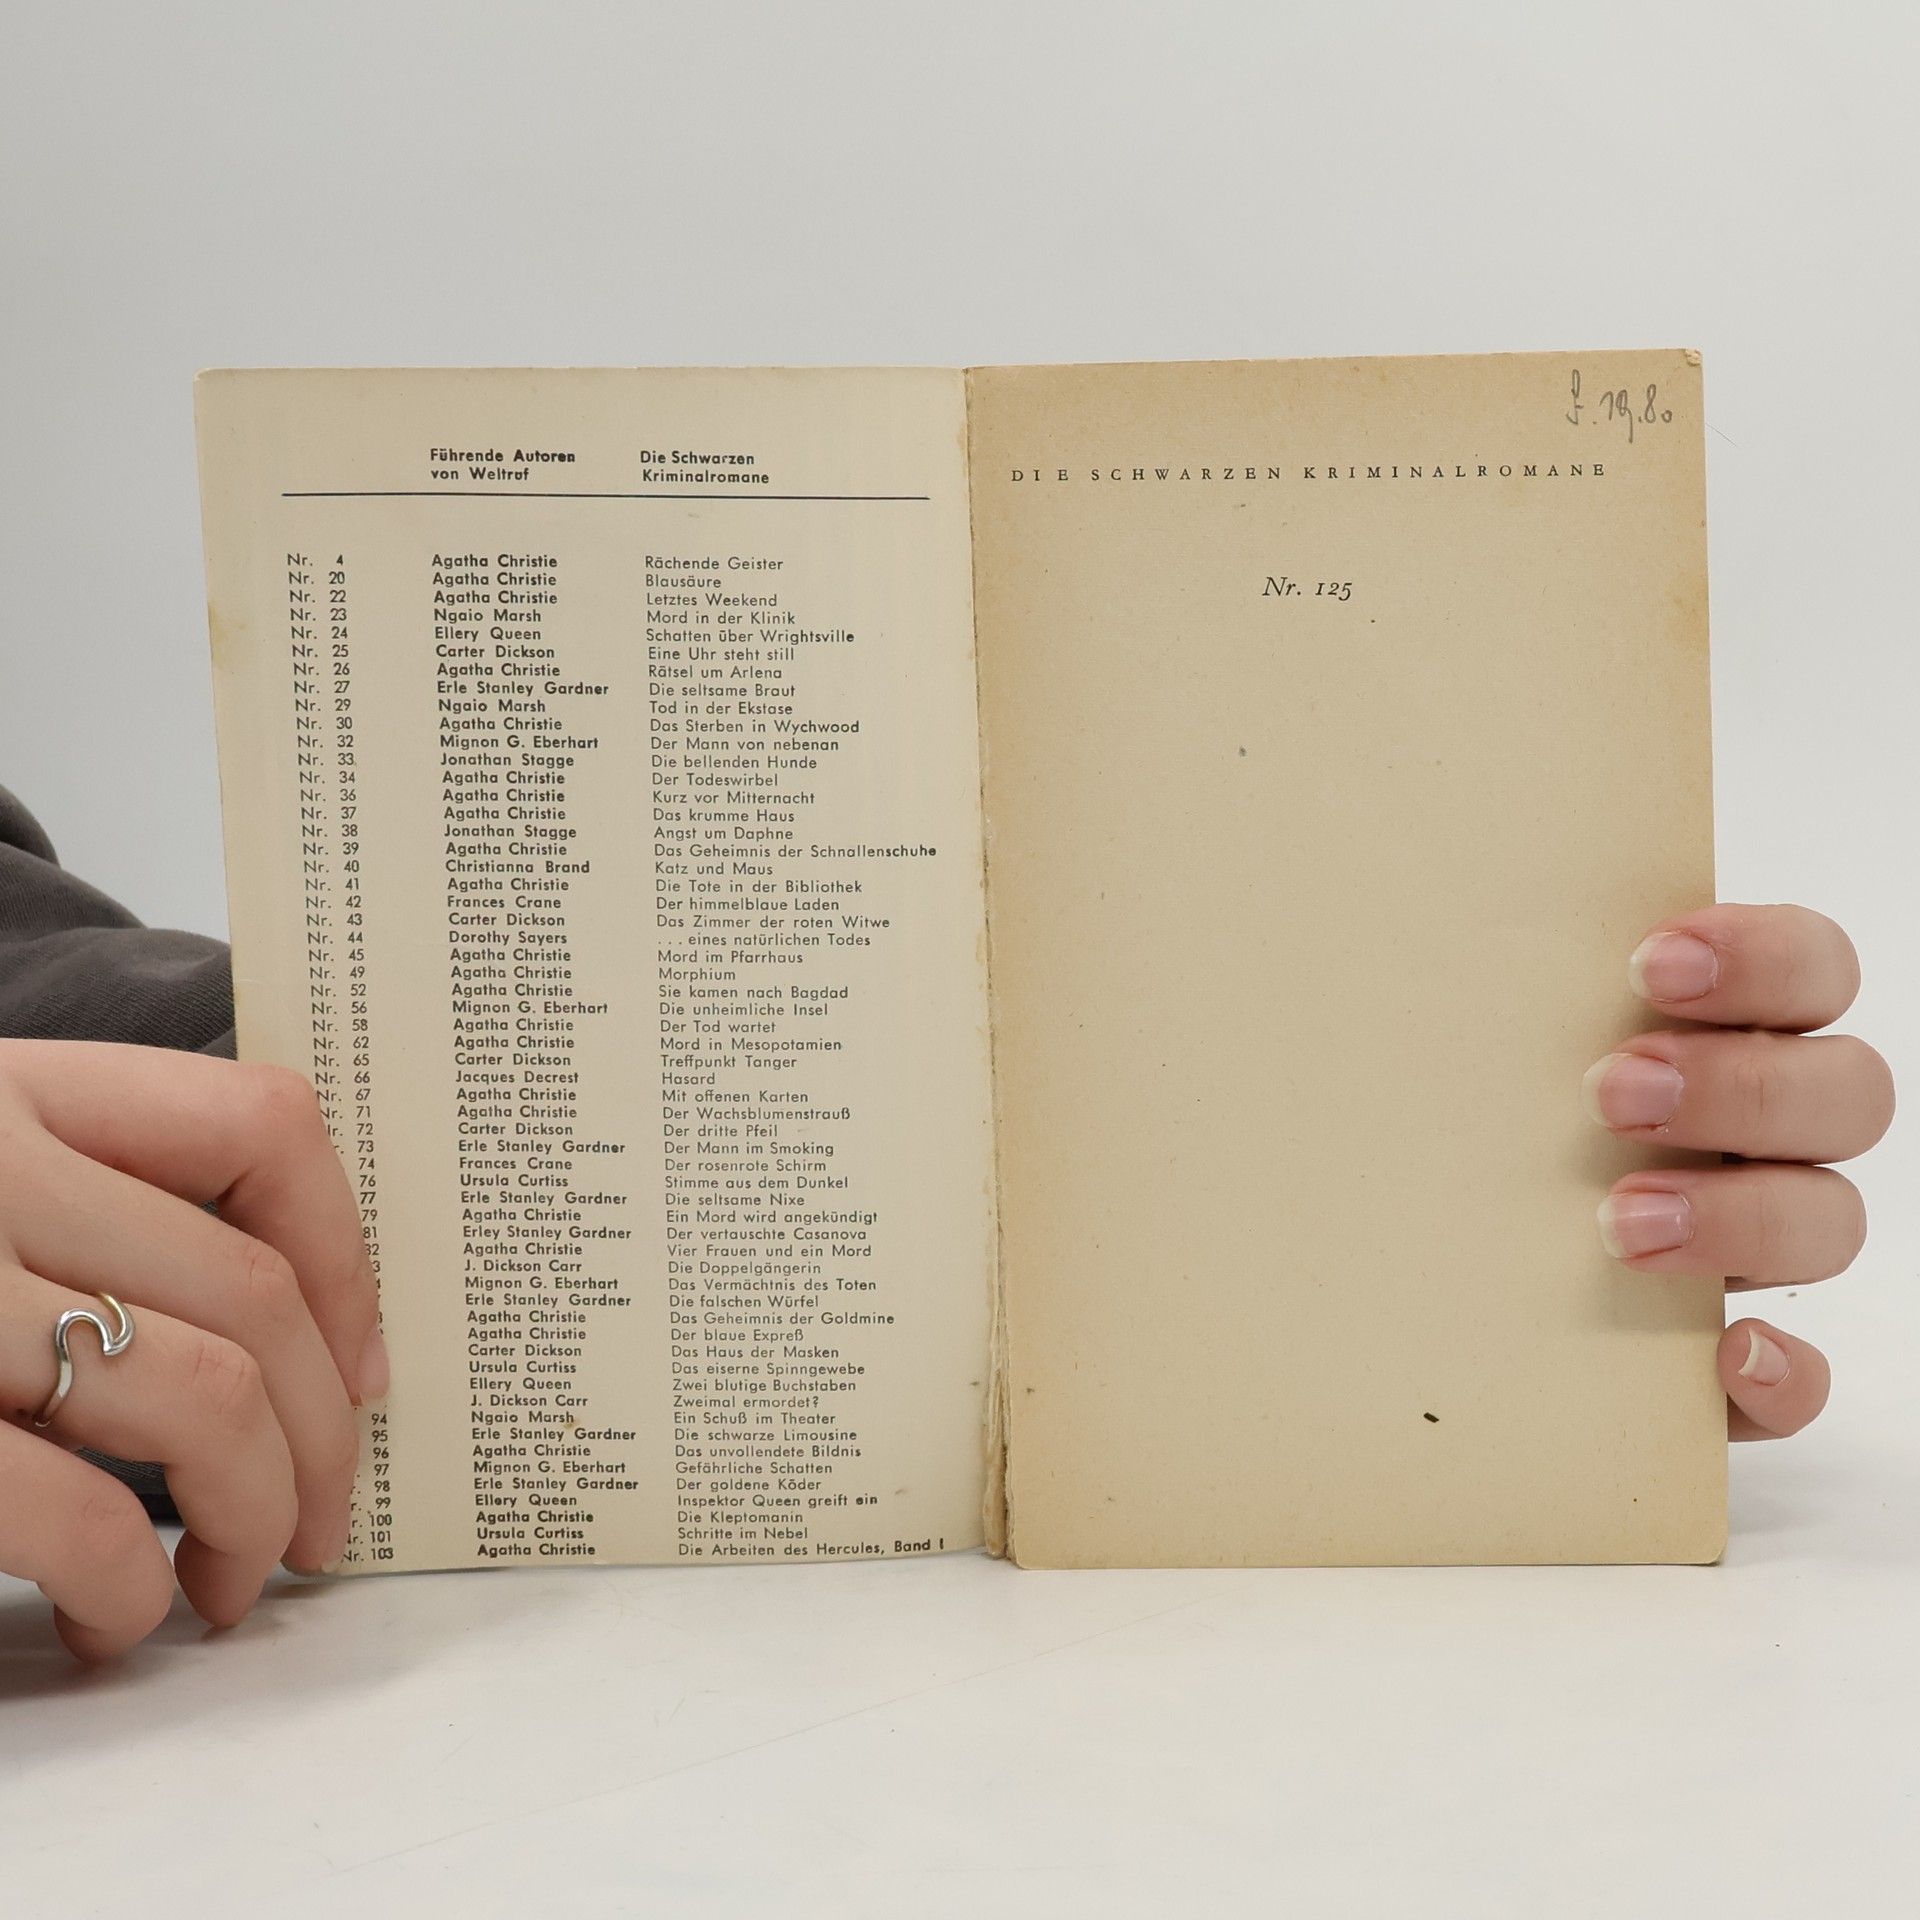 Führende Autoren Die Schwarzen
von Weltruf Kriminalromane
Nr. 4 Agatha Christie Rächende Geister
Nr. 20 Agatha Christie Blausäure
Nr. 22 Agatha Christie Letztes Weekend
Nr. 23 Ngaio Marsh Mord in der Klinik
Nr. 24 Ellery Queen Schatten über Wrightsville
Nr. 25 Carter Dickson Eine Uhr steht still
Nr. 26 Agatha Christie Rätsel um Arlena
Nr. 27 Erle Stanley Gardner Die seltsame Braut
Nr. 29 Ngaio Marsh Tod in der Ekstase
Nr. 30 Agatha Christie Das Sterben in Wychwood
Nr. 32 Mignon G. Eberhart Der Mann von nebenan
Nr. 33 Jonathan Stagge Die bellenden Hunde
Nr. 34 Agatha Christie Der Todeswirbel
Nr. 36 Agatha Christie Kurz vor Mitternacht
Nr. 37 Agatha Christie Das krumme Haus
Nr. 38 Jonathan Stagge Angst um Daphne
Nr. 39 Agatha Christie Das Geheimnis der Schnallenschuhe
Nr. 40 Christianna Brand Katz und Maus
Nr. 41 Agatha Christie Die Tote in der Bibliothek
Nr. 42 Frances Crane Der himmelblaue Laden
Nr. 43 Carter Dickson Das Zimmer der roten Witwe
Nr. 44 Dorothy Sayers ... eines natürlichen Todes
Nr. 45 Agatha Christie Mord im Pfarrhaus
Nr. 49 Agatha Christie Morphium
Nr. 52 Agatha Christie Sie kamen nach Bagdad
Nr. 56 Mignon G. Eberhart Die unheimliche Insel
Nr. 58 Agatha Christie Der Tod wartet
Nr. 62 Agatha Christie Mord in Mesopotamien
Nr. 65 Carter Dickson Treffpunkt Tanger
Nr. 66 Jacques Decrest Hasard
Nr. 67 Agatha Christie Mit offenen Karten
Nr. 71 Agatha Christie Der Wachsblumenstrauß
r. 72 Carter Dickson Der dritte Pfeil
. 73 Erle Stanley Gardner Der Mann im Smoking
74 Frances Crane Der rosenrote Schirm
76 Ursula Curtiss Stimme aus dem Dunkel
77 Erle Stanley Gardner Die seltsame Nixe
79 Agatha Christie Ein Mord wird angekündigt
81 Erley Stanley Gardner Der vertauschte Casanova
32 Agatha Christie Vier Frauen und ein Mord
3 J. Dickson Carr Die Doppelgängerin
Mignon G. Eberhart Das Vermächtnis des Toten
Erle Stanley Gardner Die falschen Würfel
Agatha Christie Das Geheimnis der Goldmine
Agatha Christie Der blaue Expreß
Carter Dickson Das Haus der Masken
Ursula Curtiss Das eiserne Spinngewebe
Ellery Queen Zwei blutige Buchstaben
J. Dickson Carr Zweimal ermordet?
94 Ngaio Marsh Ein Schuß im Theater
95 Erle Stanley Gardner Die schwarze Limousine
96 Agatha Christie Das unvollendete Bildnis
. 97 Mignon G. Eberhart Gefährliche Schatten
r. 98 Erle Stanley Gardner Der goldene Köder
r. 99 Ellery Queen Inspektor Queen greift ein
r. 100 Agatha Christie Die Kleptomanin
Nr. 101 Ursula Curtiss Schritte im Nebel
Nr. 103 Agatha Christie Die Arbeiten des Hercules, Band I
19.80
DIE SCHWARZEN KRIMINALROMANE
Nr. 125